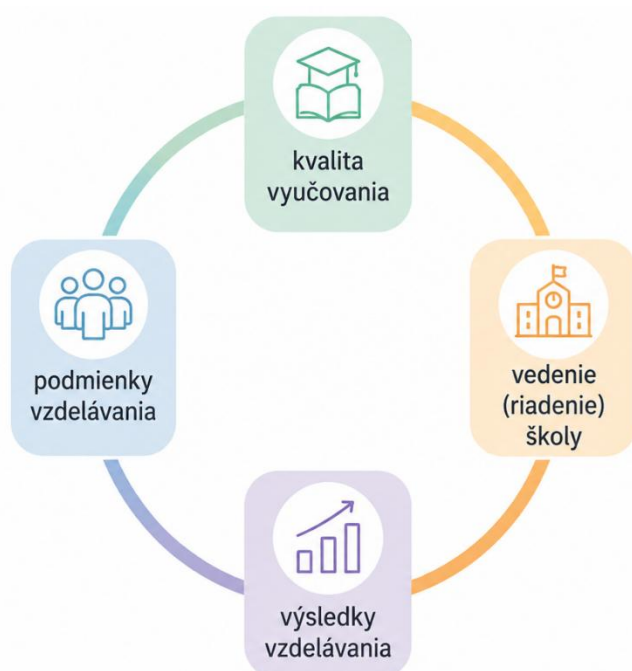 kvalita
vyučovania
podmienky
vzdelávania
vedenie
(riadenie)
školy
výsledky
vzdelávania